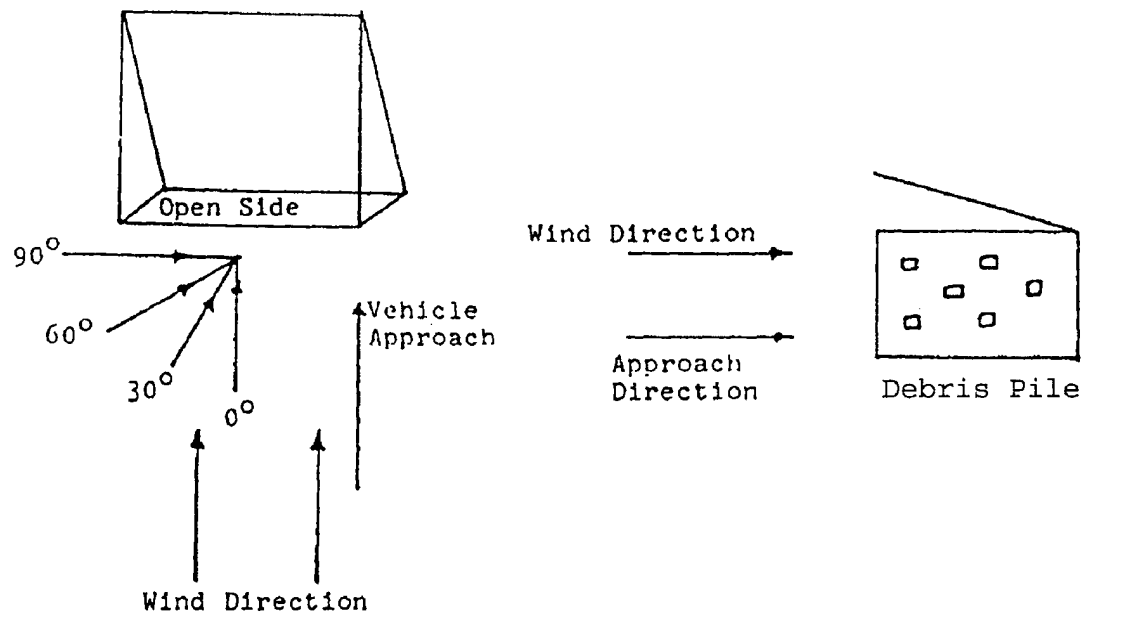 Open Side
90°
60°
30°
0°
Vehicle
Approach
Wind Direction
Wind Direction
Approach
Direction
Debris Pile